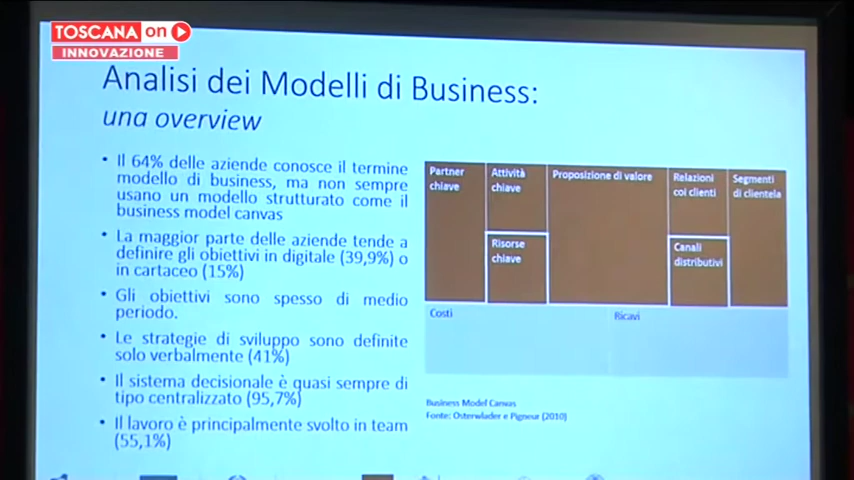 TOSCANA on
INNOVAZIONE
Analisi dei Modelli di Business:
una overview
• Il 64% delle aziende conosce il termine
modello di business, ma non sempre
usano un modello strutturato come il
business model canvas
• La maggior parte delle aziende tende a
definire gli obiettivi in digitale (39,9%) o
in cartaceo (15%)
• Gli obiettivi sono spesso di medio
periodo.
• Le strategie di sviluppo sono definite
solo verbalmente (41%)
• Il sistema decisionale è quasi sempre di
tipo centralizzato (95,7%)
• Il lavoro è principalmente svolto in team
(55,1%)
Partner
chiave
Attività
chiave
Risorse
chiave
Proposizione di valore
Relazioni
coi clienti
Canali
distributivi
Segmenti
di clientela
Costi
Ricavi
Business Model Canvas
Fonte: Osterwlader e Pigneur (2010)